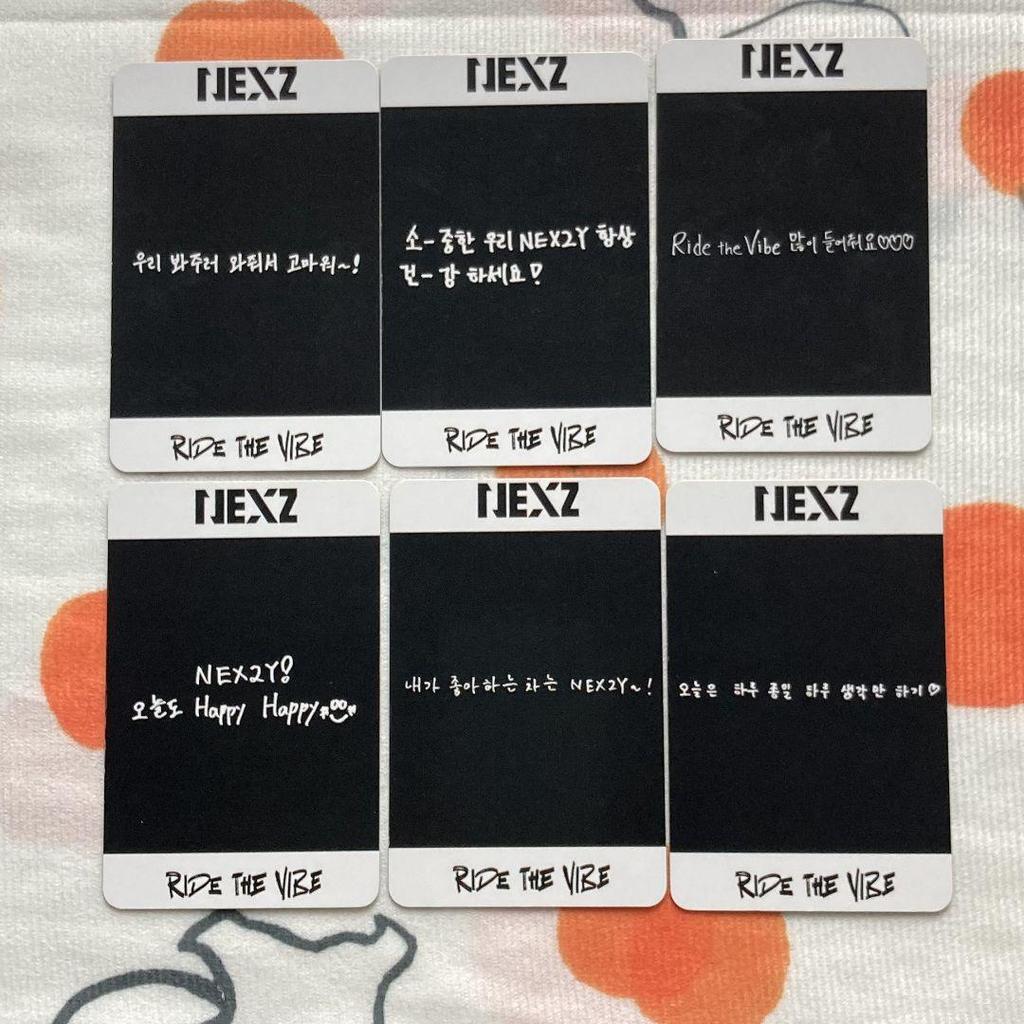 NEXZ
우리 봐주러 와줘서 고마워~!
RIDE THE VIBE
NEXZ
소-중한 우리 NEX2Y 항상
건-강 하세요♡
RIDE THE VIBE
NEXZ
Ride the Vibe 많이 들어줘요♡♡♡
RIDE THE VIBE
NEXZ
NEX2Y!
오늘도 Happy Happy
RIDE THE VIBE
NEXZ
내가 좋아하는 차는 NEX2Y~!
RIDE THE VIBE
NEXZ
오늘은 하루 종일 하루 생각만 하기♡
RIDE THE VIBE